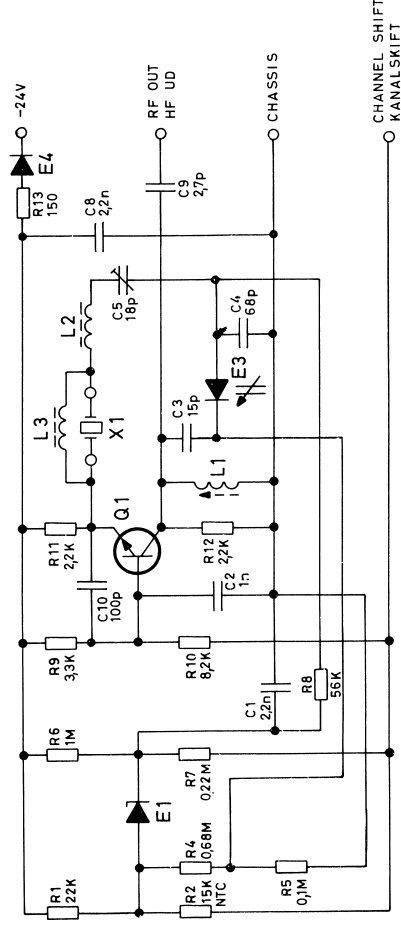 -24V
E4
R13
150
C8
2,2n
RF OUT
HF UD
C9
2,7p
CHASSIS
CHANNEL SHIFT
KANALSKIFT
L2
L3
X1
C5
18p
C4
68p
E3
C3
15p
L1
Q1
R11
2,2K
R12
2,2K
C10
100p
C2
1n
R9
3,3K
R10
8,2K
C1
2,2n
R8
56K
R6
1M
R7
0,22M
E1
R4
0,68M
R1
22K
R2
15K
NTC
R5
0,1M